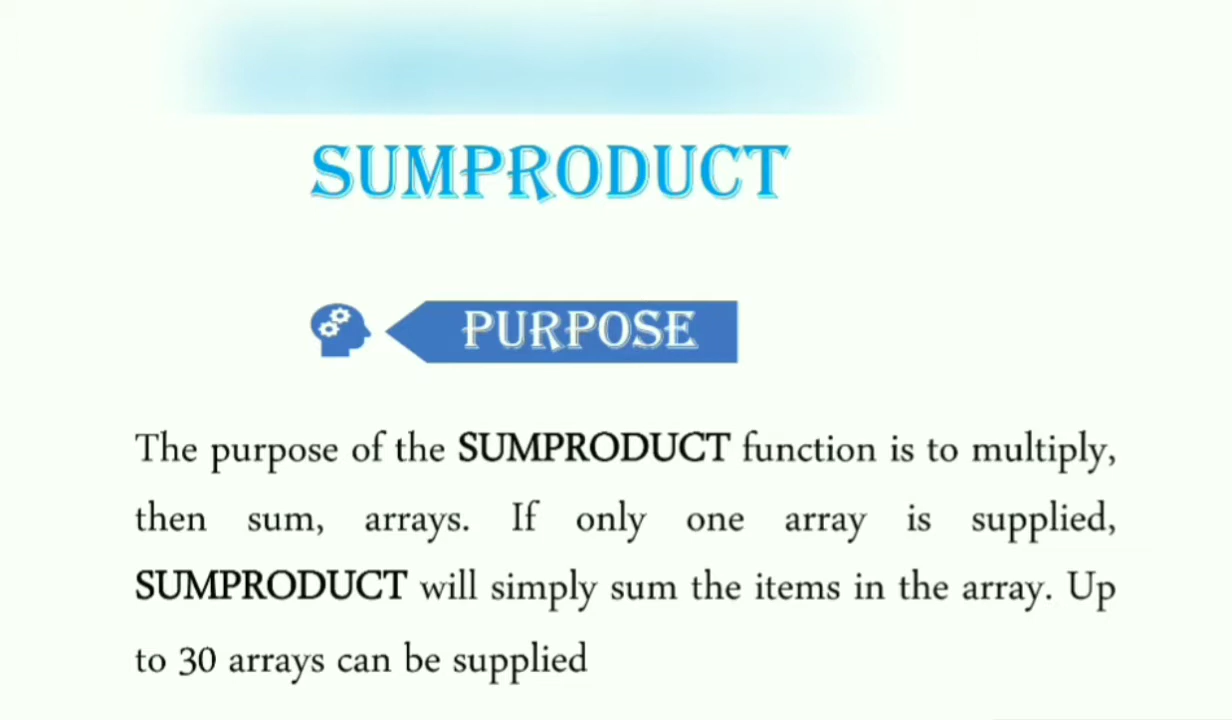 SUMPRODUCT
PURPOSE
The purpose of the SUMPRODUCT function is to multiply,
then sum, arrays. If only one array is supplied,
SUMPRODUCT will simply sum the items in the array. Up
to 30 arrays can be supplied